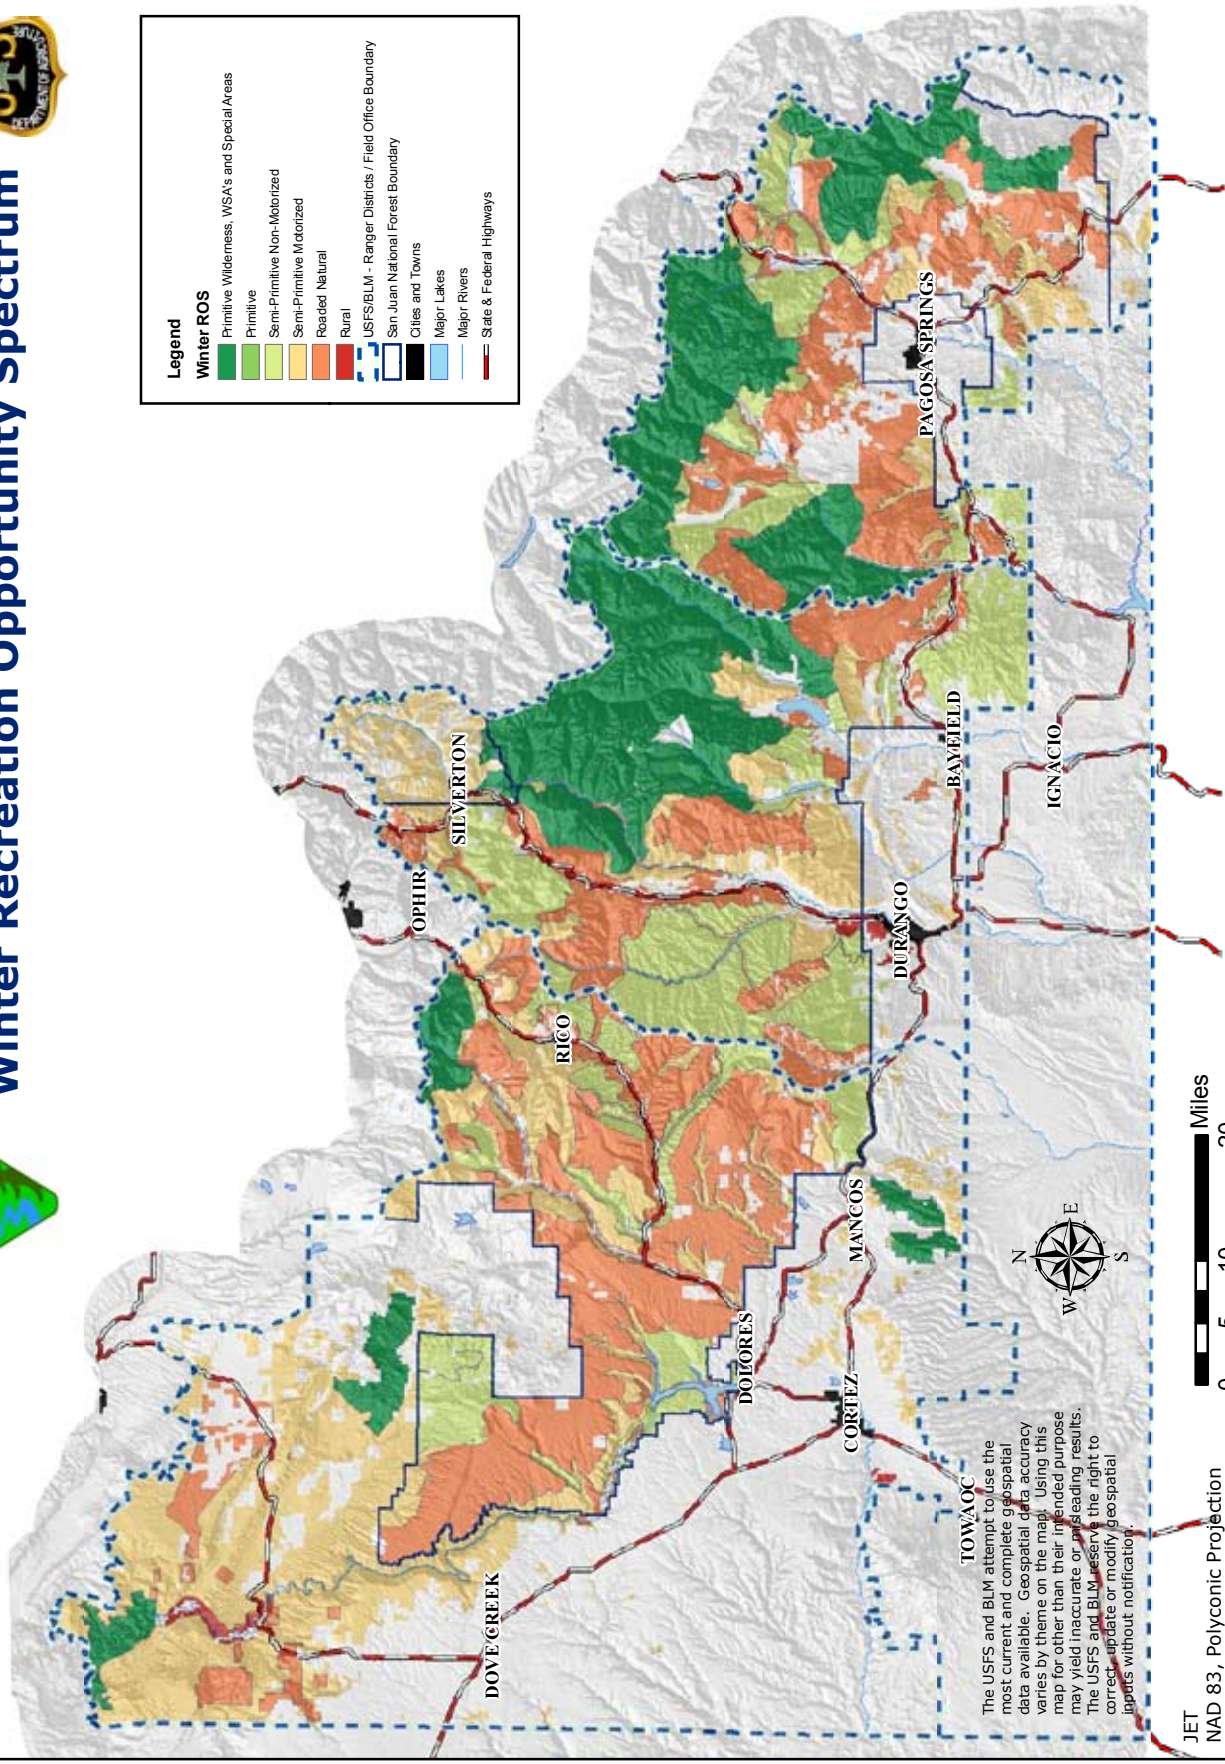 Winter Recreation Opportunity Spectrum
DEPARTMENT OF AGRICULTURE
Legend
Winter ROS
Primitive Wilderness, WSA's and Special Areas
Primitive
Semi-Primitive Non-Motorized
Semi-Primitive Motorized
Roaded Natural
Rural
USFS/BLM - Ranger Districts / Field Office Boundary
San Juan National Forest Boundary
Cities and Towns
Major Lakes
Major Rivers
State & Federal Highways
SILVERTON
OPHIR
RICO
PAGOSA SPRINGS
BAYFIELD
IGNACIO
DURANGO
MANCOS
DOLORES
CORTEZ
TOWAOC
DOVE CREEK
N
W
E
S
The USFS and BLM attempt to use the
most current and complete geospatial
data available. Geospatial data accuracy
varies by theme on the map. Using this
map for other than their intended purpose
may yield inaccurate or misleading results.
The USFS and BLM reserve the right to
correct, update or modify geospatial
inputs without notification.
0 5 10 20
Miles
JET
NAD 83, Polyconic Projection